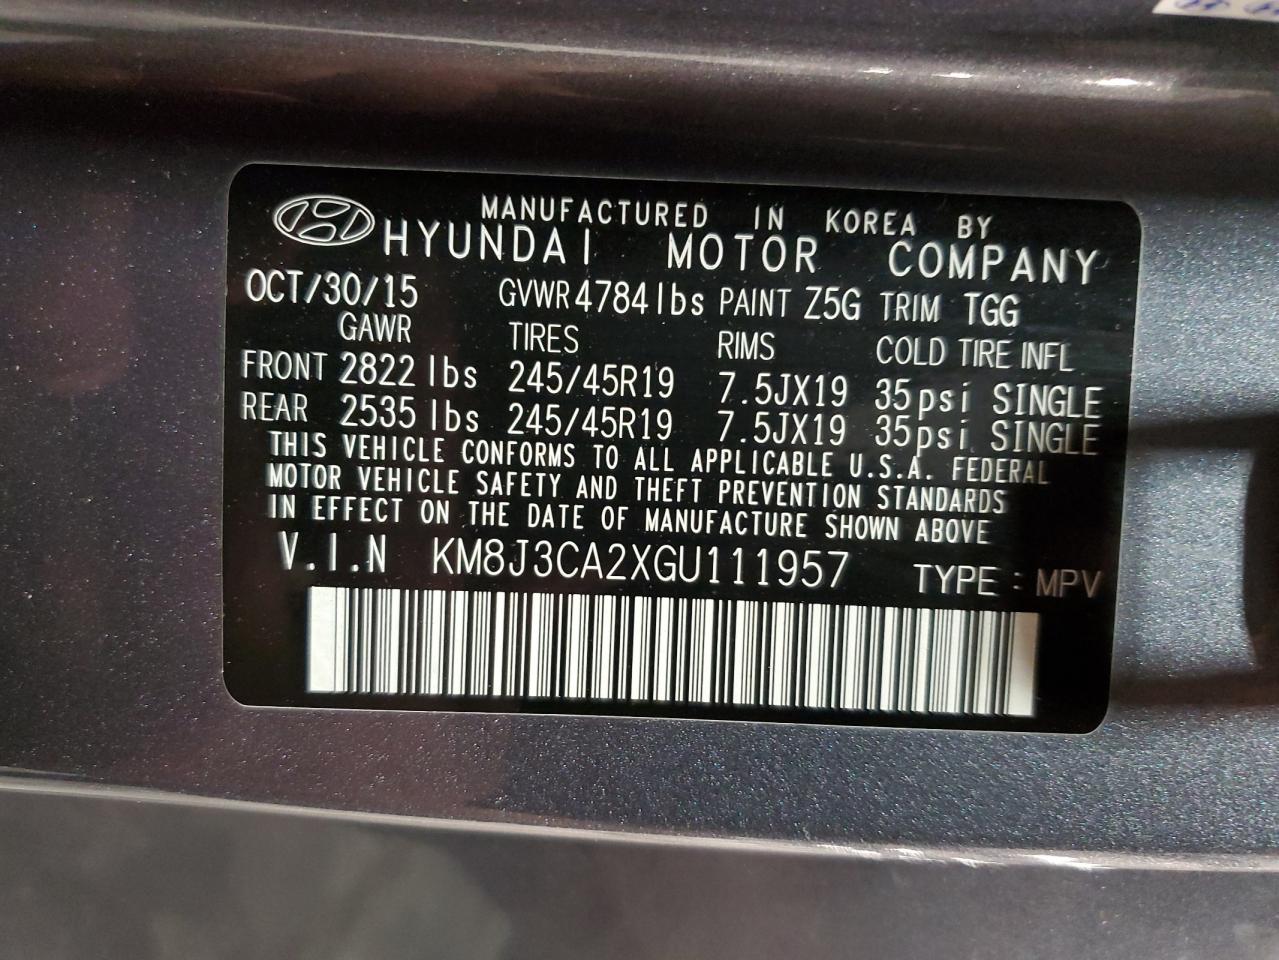 MANUFACTURED IN KOREA BY
HYUNDAI MOTOR COMPANY
OCT/30/15 GVWR 4784 lbs PAINT Z5G TRIM TGG
GAWR TIRES RIMS COLD TIRE INFL
FRONT 2822 lbs 245/45R19 7.5JX19 35psi SINGLE
REAR 2535 lbs 245/45R19 7.5JX19 35psi SINGLE
THIS VEHICLE CONFORMS TO ALL APPLICABLE U.S.A. FEDERAL
MOTOR VEHICLE SAFETY AND THEFT PREVENTION STANDARDS
IN EFFECT ON THE DATE OF MANUFACTURE SHOWN ABOVE
V.I.N KM8J3CA2XGU111957 TYPE : MPV